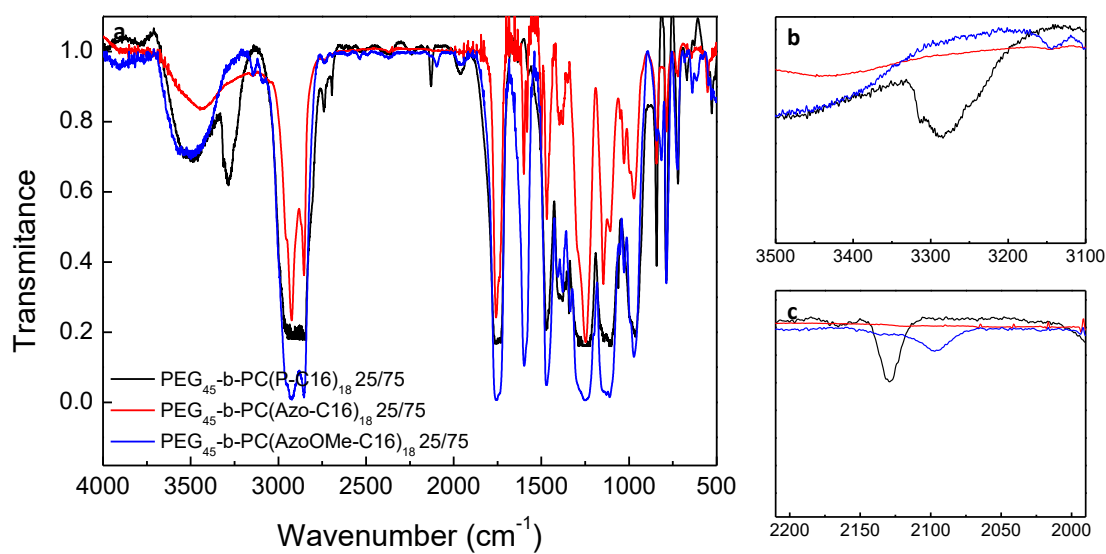 a
1.0
0.8
0.6
0.4
0.2
0.0
Transmitance
PEG45-b-PC(P-C16)18 25/75
PEG45-b-PC(Azo-C16)18 25/75
PEG45-b-PC(AzoOMe-C16)18 25/75
4000 3500 3000 2500 2000 1500 1000 500
Wavenumber (cm-1)
b
3500 3400 3300 3200 3100
c
2200 2150 2100 2050 2000